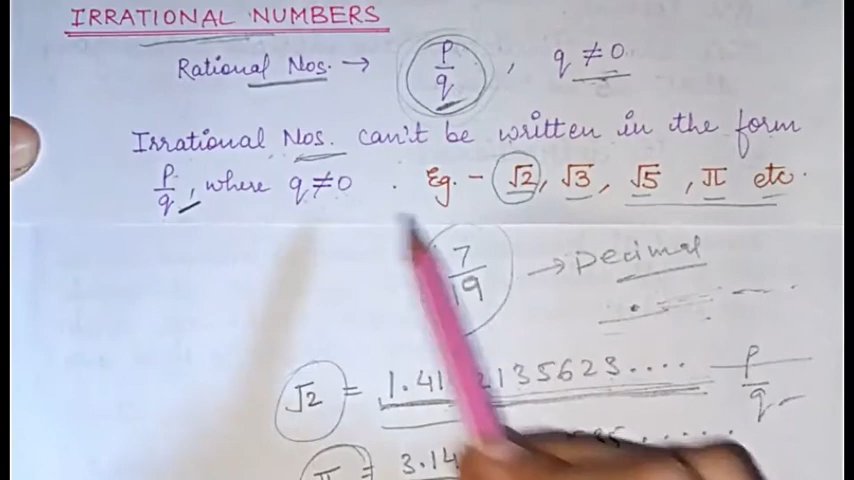 IRRATIONAL NUMBERS
Rational Nos. → p/q , q ≠ 0
Irrational Nos. can't be written in the form
p/q , where q ≠ 0 . Eg. - √2, √3, √5 , π etc.
7/19 → Decimal
√2 = 1.41 2135623.... p/q
π = 3.14